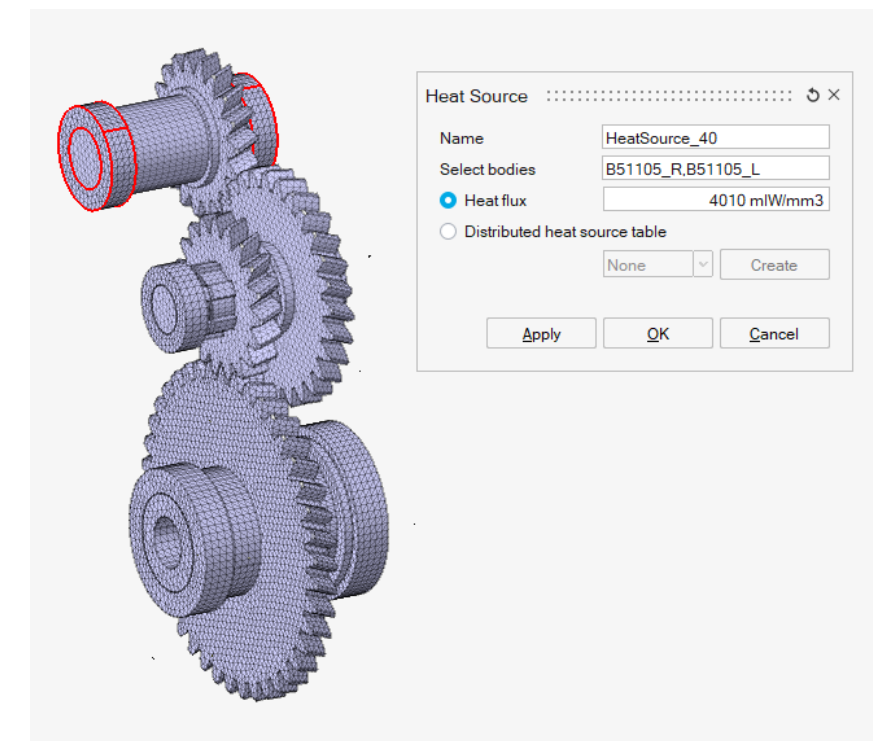 Heat Source
Name HeatSource_40
Select bodies B51105_R,B51105_L
Heat flux 4010 mlW/mm3
Distributed heat source table
None Create
Apply OK Cancel